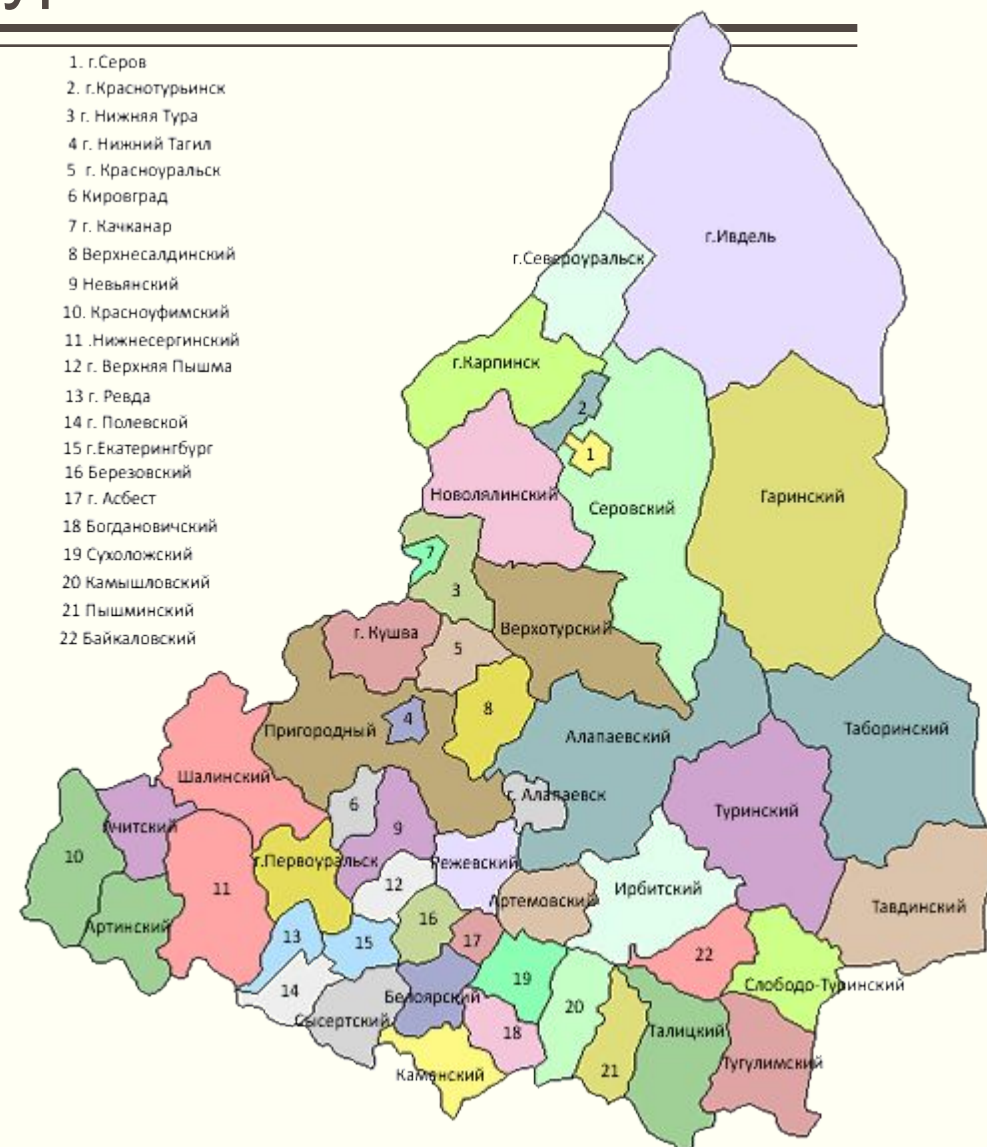 1. г.Серов
2. г.Краснотурьинск
3 г. Нижняя Тура
4 г. Нижний Тагил
5 г. Красноуральск
6 Кировград
7 г. Качканар
8 Верхнесалдинский
9 Невьянский
10. Красноуфимский
11 .Нижнесергинский
12 г. Верхняя Пышма
13 г. Ревда
14 г. Полевской
15 г.Екатерингбург
16 Березовский
17 г. Асбест
18 Богдановичский
19 Сухоложский
20 Камышловский
21 Пышминский
22 Байкаловский
г.Ивдель
г.Североуральск
г.Карпинск
2
1
Новолялинский
Серовский
Гаринский
7
3
Верхотурский
г. Кушва
5
8
4
Пригородный
Алапаевский
Таборинский
Шалинский
6
г. Алапаевск
Туринский
Ачитский
9
10
г.Первоуральск
Режевский
11
12
Ирбитский
Артемовский
Тавдинский
Артинский
16
13
15
17
22
19
Слободо-Туринский
14
Белоярский
20
Сысертский
18
Талицкий
Тугулимский
21
Каменский